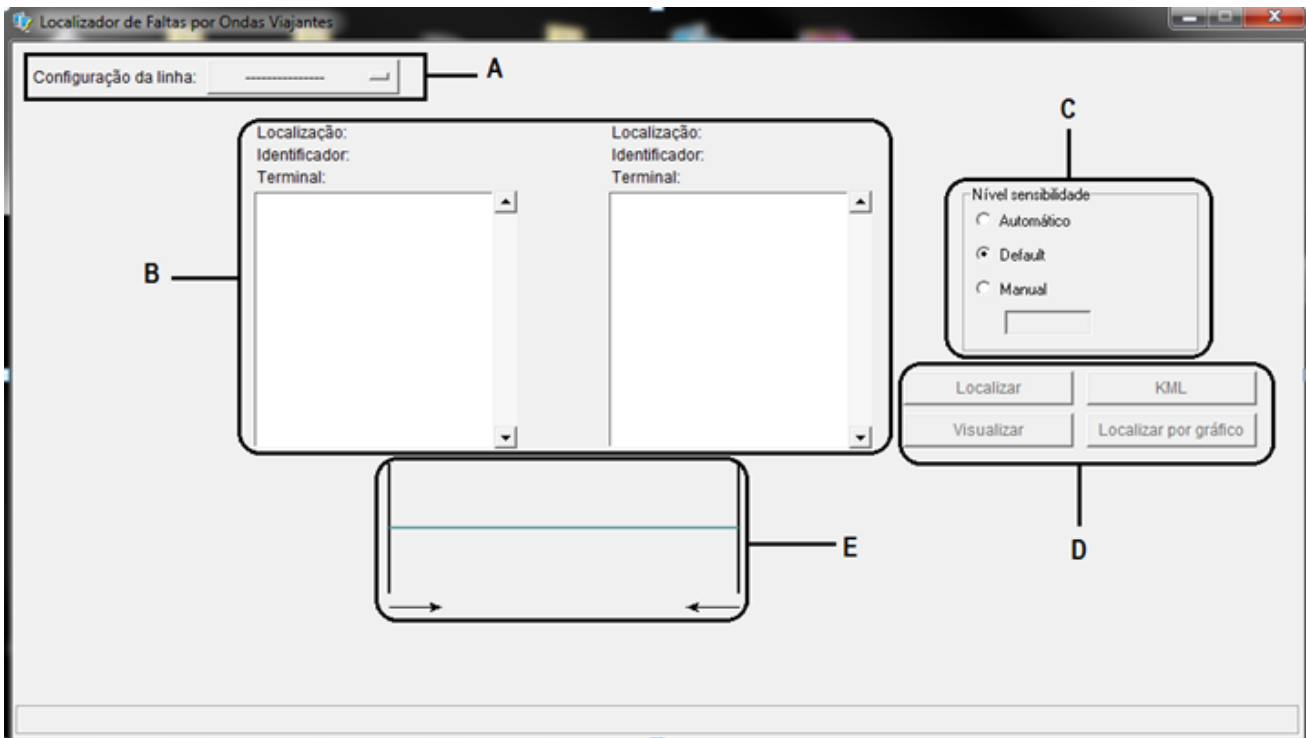 Localizador de Faltas por Ondas Viajantes
Configuração da linha: ---------------
A
Localização:
Identificador:
Terminal:
Localização:
Identificador:
Terminal:
B
C
Nível sensibilidade
Automático
Default
Manual
Localizar
KML
Visualizar
Localizar por gráfico
D
E